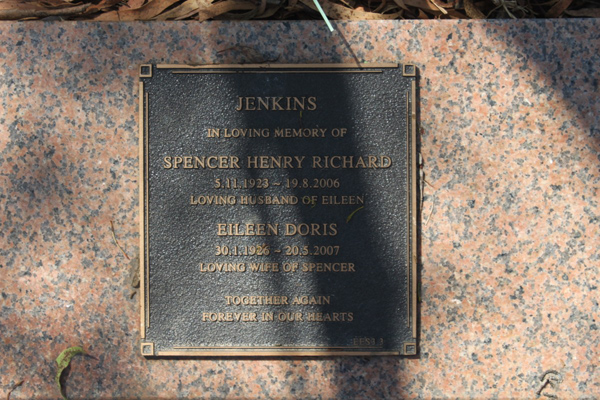 JENKINS
IN LOVING MEMORY OF
SPENCER HENRY RICHARD
5.11.1923 ~ 19.8.2006
LOVING HUSBAND OF EILEEN
EILEEN DORIS
30.1.1926 ~ 20.5.2007
LOVING WIFE OF SPENCER
TOGETHER AGAIN
FOREVER IN OUR HEARTS